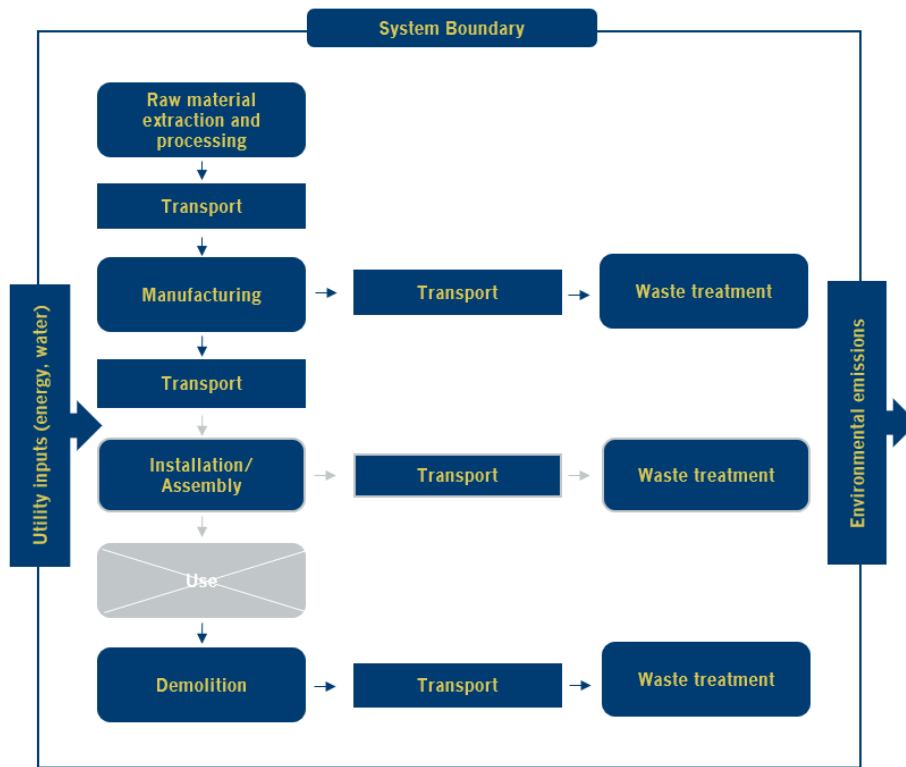 System Boundary
Raw material
extraction and
processing
Transport
Manufacturing
Transport
Waste treatment
Transport
Installation/
Assembly
Transport
Waste treatment
Use
Demolition
Transport
Waste treatment
Utility inputs (energy, water)
Environmental emissions